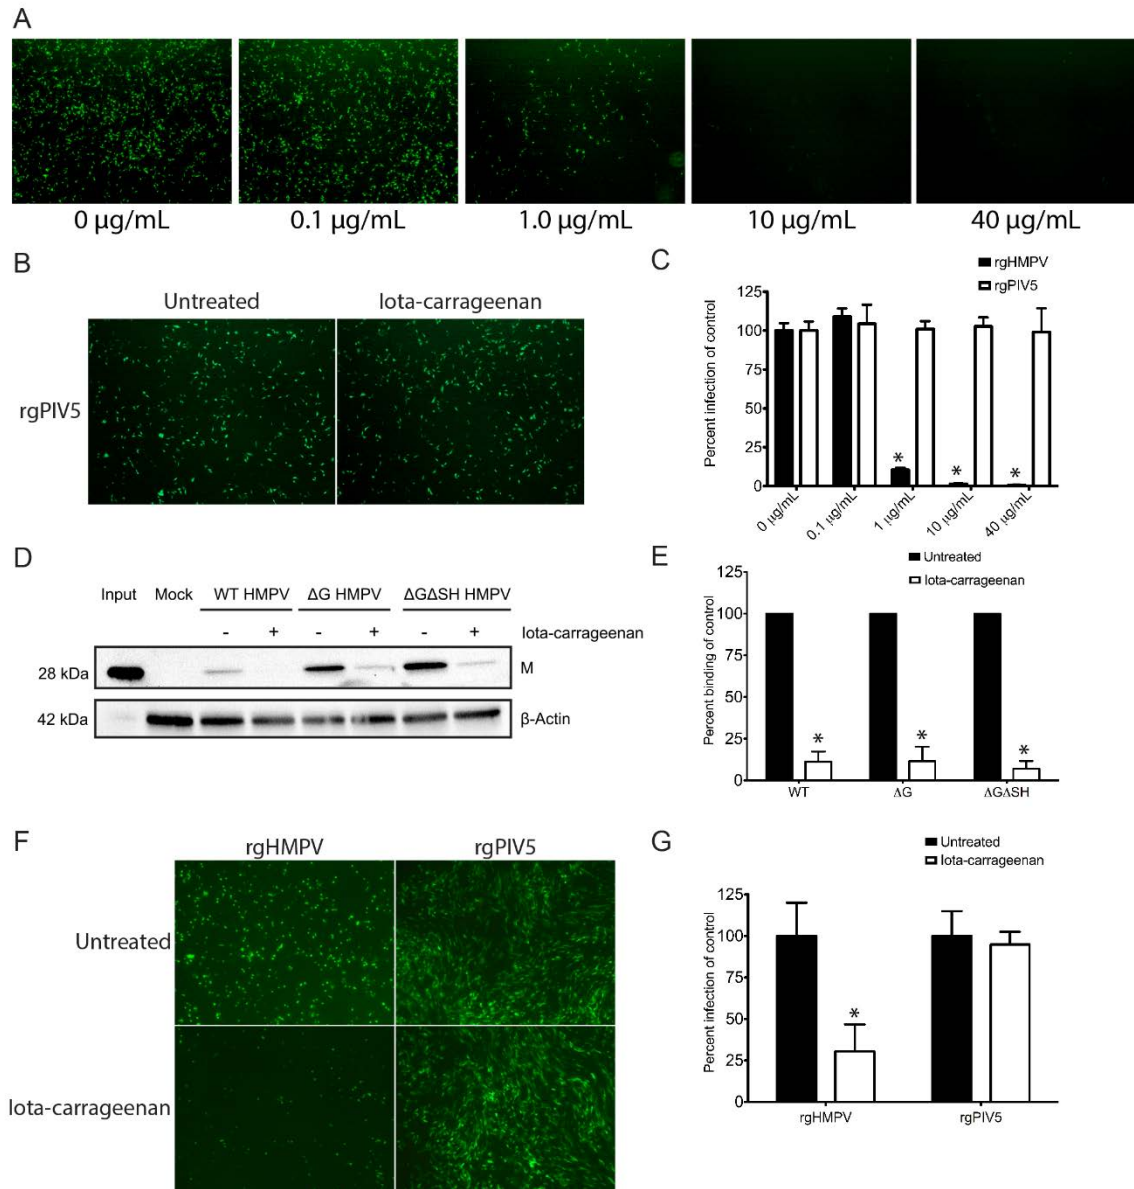 A
0 µg/mL 0.1 µg/mL 1.0 µg/mL 10 µg/mL 40 µg/mL
B
Untreated Iota-carrageenan
rgPIV5
C
rgHMPV
rgPIV5
Percent infection of control
125
100
75
50
25
0
0 µg/mL 0.1 µg/mL 1 µg/mL 10 µg/mL 40 µg/mL
* * *
D
Input Mock WT HMPV ΔG HMPV ΔGΔSH HMPV
- + - + - + Iota-carrageenan
28 kDa M
42 kDa β-Actin
E
Untreated
Iota-carrageenan
Percent binding of control
125
100
75
50
25
0
* * *
WT ΔG ΔGΔSH
F
rgHMPV rgPIV5
Untreated
Iota-carrageenan
G
Untreated
Iota-carrageenan
Percent infection of control
125
100
75
50
25
0
*
rgHMPV rgPIV5